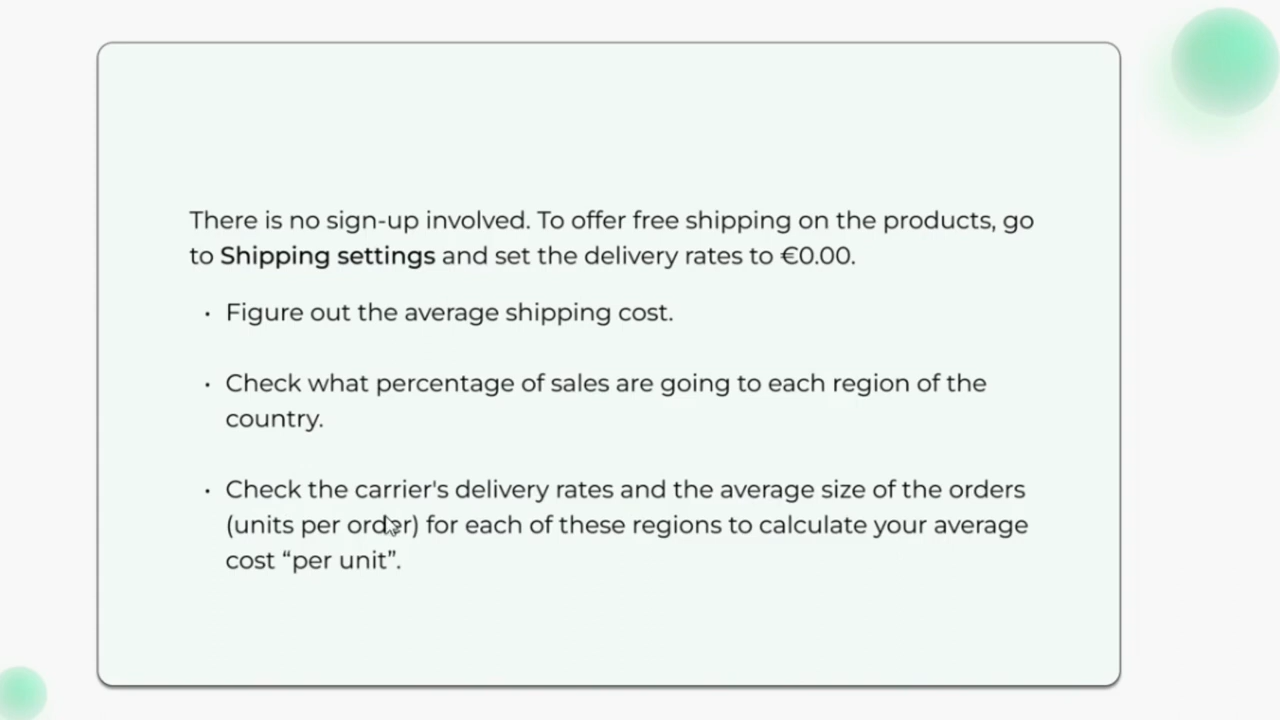 There is no sign-up involved. To offer free shipping on the products, go
to Shipping settings and set the delivery rates to €0.00.
· Figure out the average shipping cost.
· Check what percentage of sales are going to each region of the
country.
· Check the carrier's delivery rates and the average size of the orders
(units per order) for each of these regions to calculate your average
cost “per unit”.